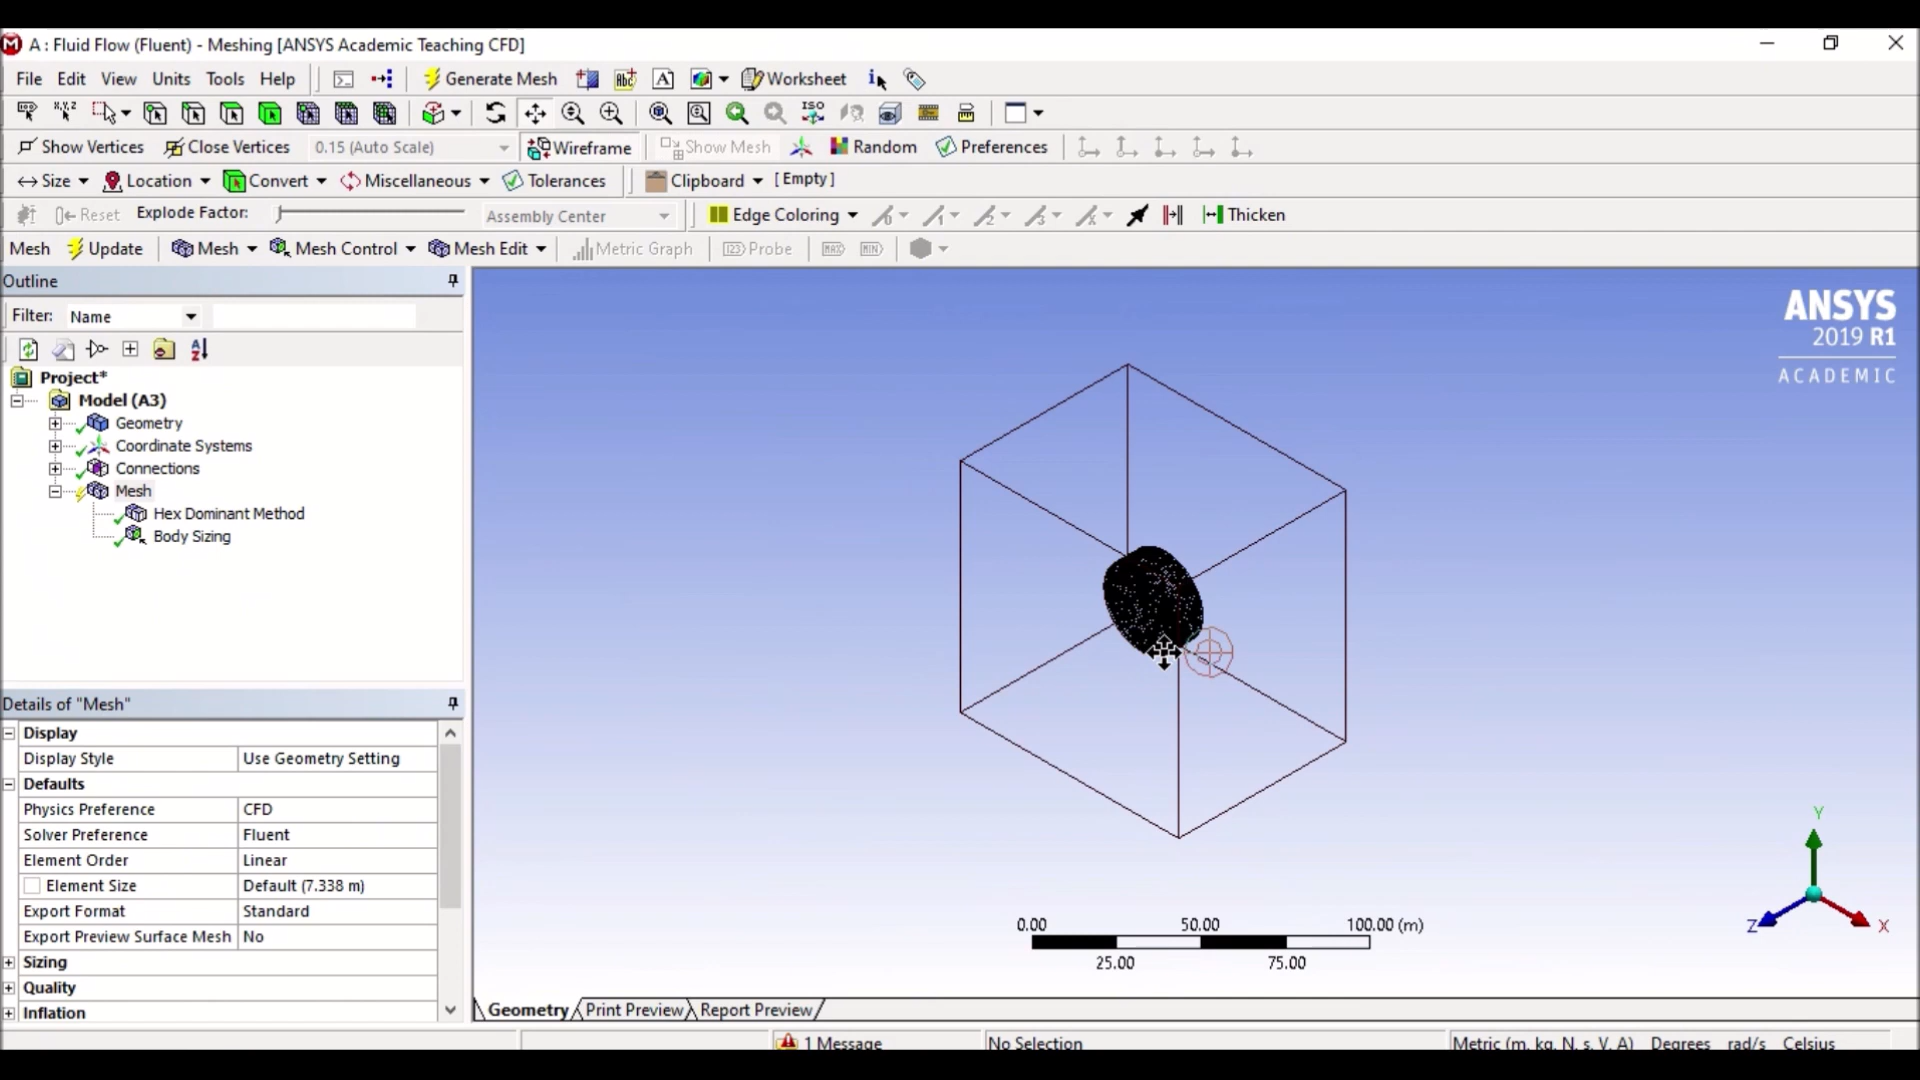 A : Fluid Flow (Fluent) - Meshing [ANSYS Academic Teaching CFD]
File Edit View Units Tools Help Generate Mesh Worksheet
Show Vertices Close Vertices 0.15 (Auto Scale) Wireframe Show Mesh Random Preferences
Size Location Convert Miscellaneous Tolerances Clipboard [ Empty ]
Reset Explode Factor: Assembly Center Edge Coloring Thicken
Mesh Update Mesh Mesh Control Mesh Edit Metric Graph Probe MAX MIN
Outline
Filter: Name
Project*
Model (A3)
Geometry
Coordinate Systems
Connections
Mesh
Hex Dominant Method
Body Sizing
Details of "Mesh"
Display
Display Style Use Geometry Setting
Defaults
Physics Preference CFD
Solver Preference Fluent
Element Order Linear
Element Size Default (7.338 m)
Export Format Standard
Export Preview Surface Mesh No
Sizing
Quality
Inflation
ANSYS
2019 R1
ACADEMIC
Y
Z X
0.00 50.00 100.00 (m)
25.00 75.00
Geometry Print Preview Report Preview
1 Message No Selection Metric (m, kg, N, s, V, A) Degrees rad/s Celsius